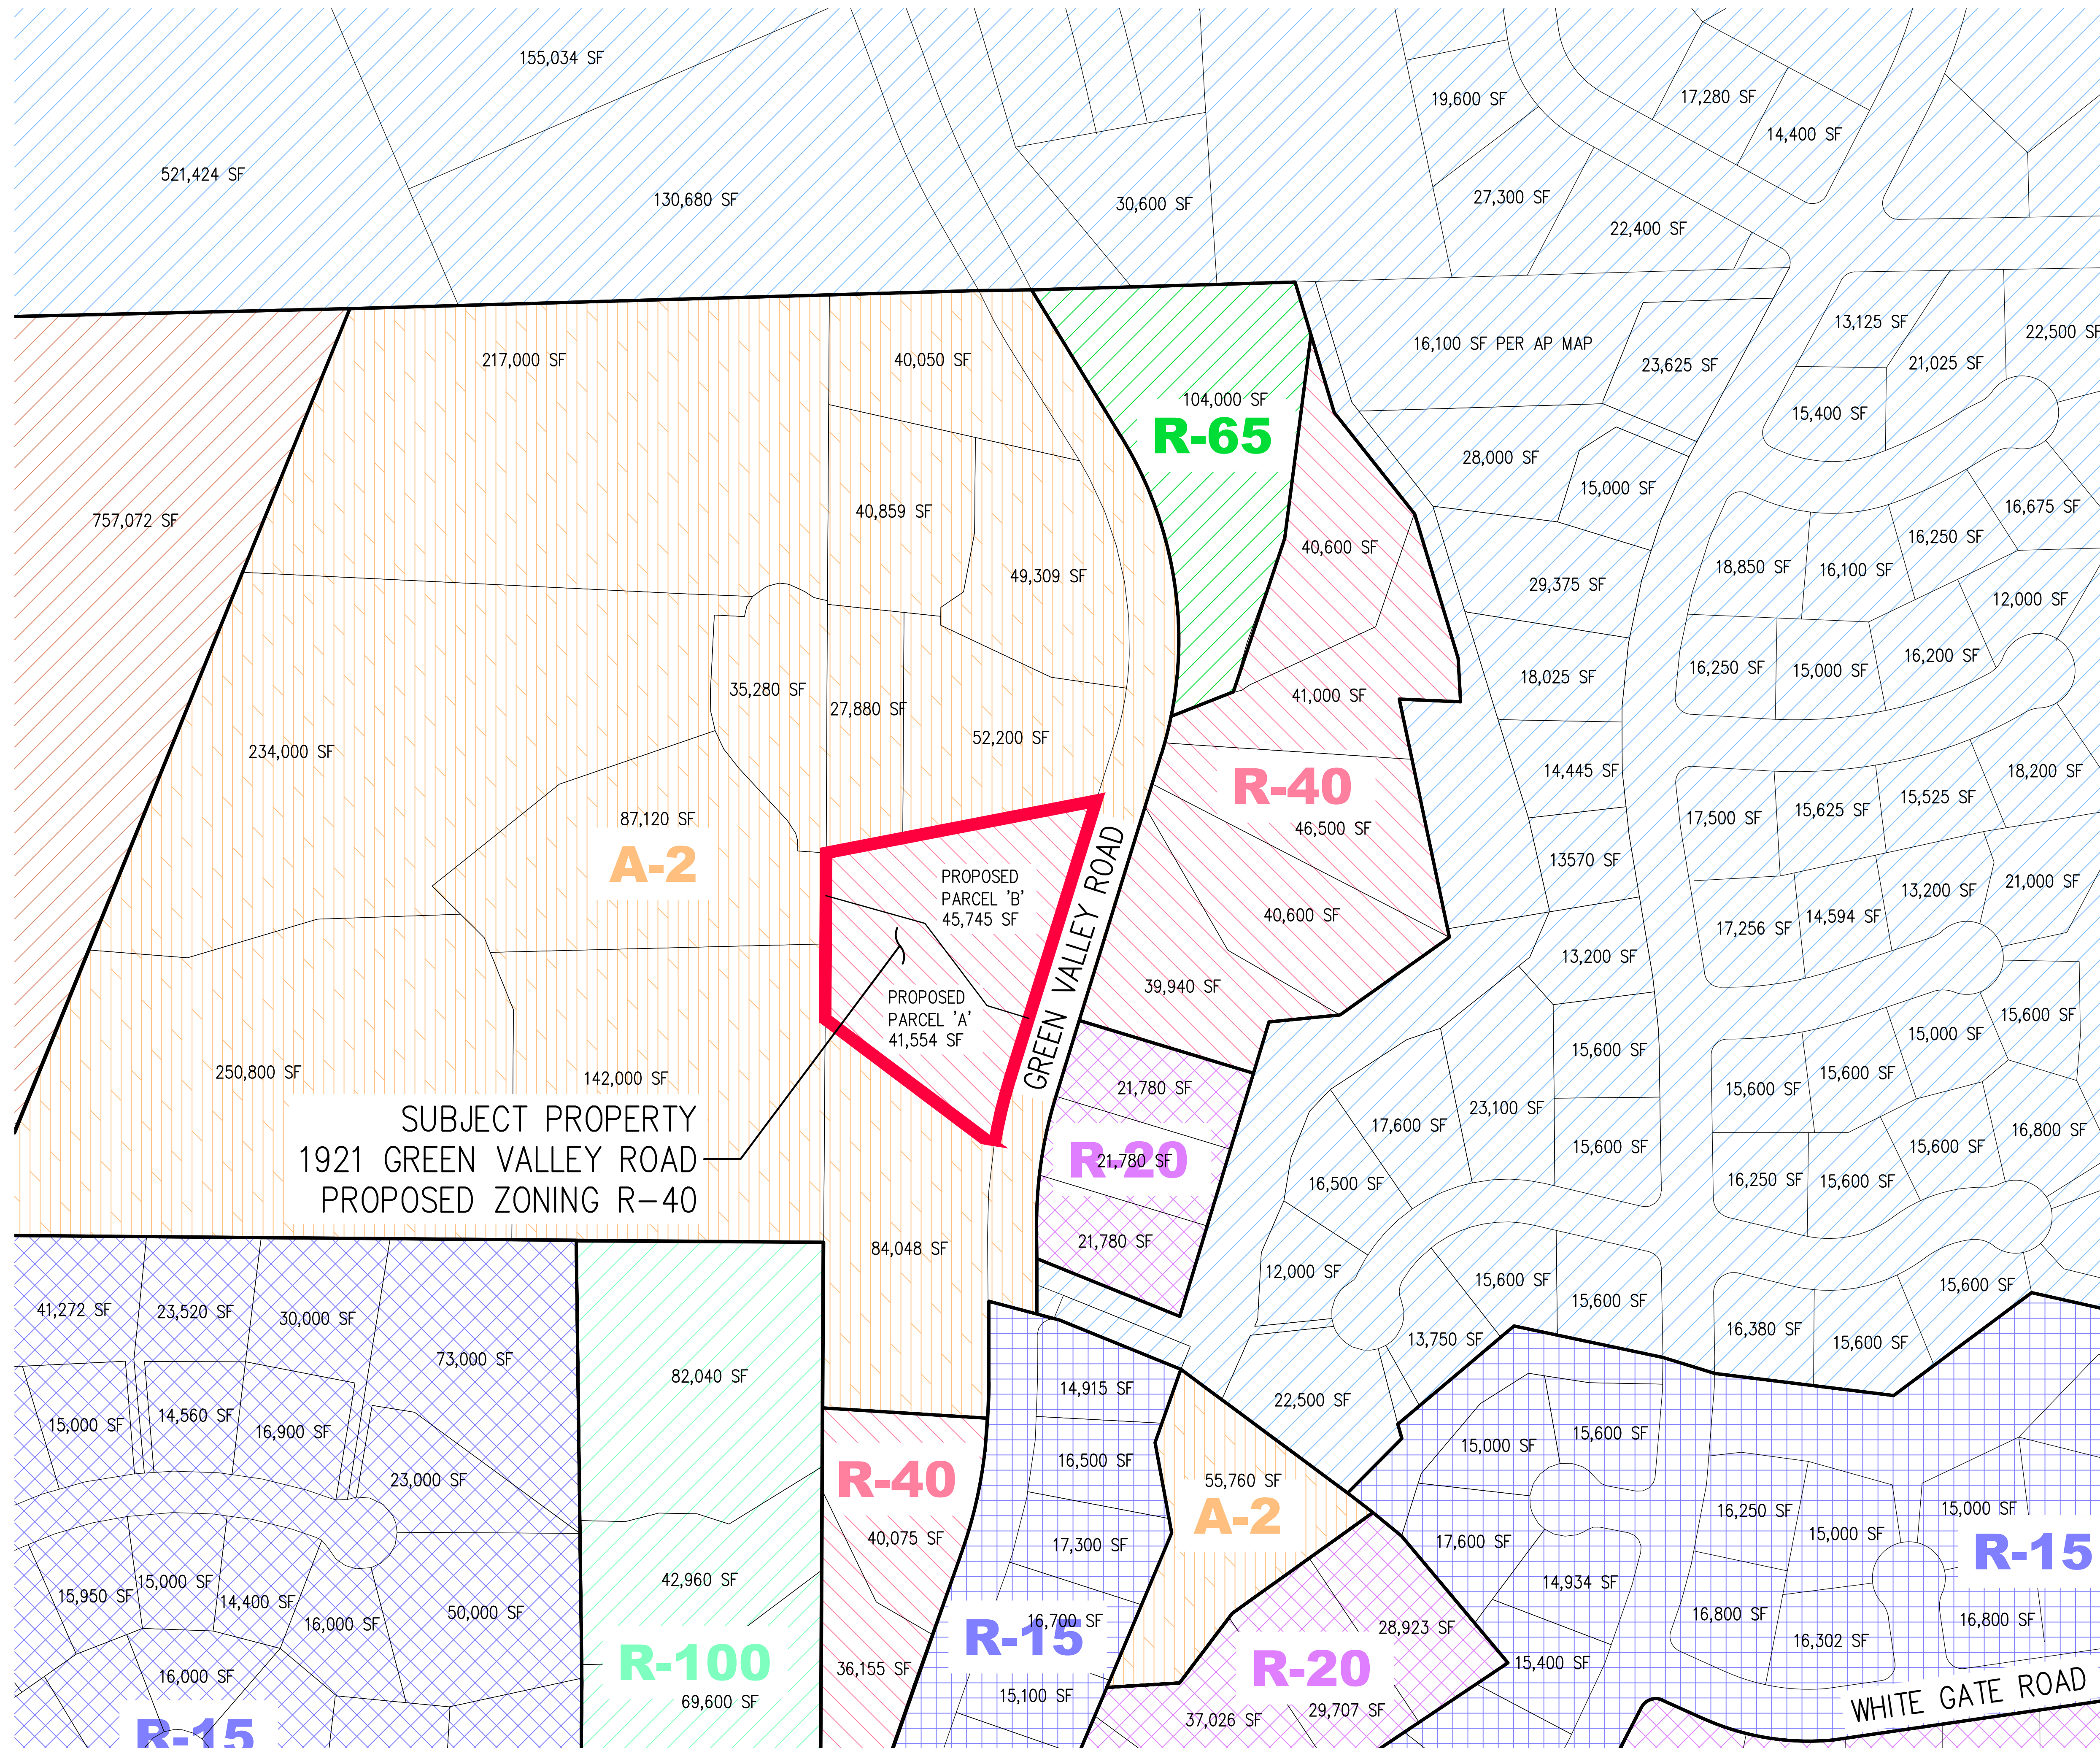 155,034 SF
521,424 SF
130,680 SF
30,600 SF
19,600 SF
17,280 SF
14,400 SF
27,300 SF
22,400 SF
217,000 SF
40,050 SF
104,000 SF
R-65
16,100 SF PER AP MAP
23,625 SF
13,125 SF
22,500 SF
21,025 SF
15,400 SF
757,072 SF
40,859 SF
49,309 SF
40,600 SF
28,000 SF
15,000 SF
29,375 SF
16,675 SF
16,250 SF
18,850 SF
16,100 SF
12,000 SF
234,000 SF
35,280 SF
27,880 SF
52,200 SF
41,000 SF
18,025 SF
16,250 SF
15,000 SF
16,200 SF
87,120 SF
A-2
R-40
46,500 SF
14,445 SF
13570 SF
17,500 SF
15,625 SF
15,525 SF
18,200 SF
PROPOSED
PARCEL 'B'
45,745 SF
GREEN VALLEY ROAD
40,600 SF
39,940 SF
13,200 SF
17,256 SF
14,594 SF
13,200 SF
21,000 SF
PROPOSED
PARCEL 'A'
41,554 SF
250,800 SF
142,000 SF
SUBJECT PROPERTY
1921 GREEN VALLEY ROAD
PROPOSED ZONING R-40
21,780 SF
R-20
21,780 SF
21,780 SF
17,600 SF
23,100 SF
15,600 SF
15,600 SF
16,500 SF
12,000 SF
15,600 SF
15,600 SF
15,000 SF
15,600 SF
16,250 SF
15,600 SF
15,600 SF
16,800 SF
84,048 SF
15,600 SF
15,600 SF
13,750 SF
22,500 SF
16,380 SF
15,600 SF
15,600 SF
41,272 SF
23,520 SF
30,000 SF
73,000 SF
15,000 SF
14,560 SF
16,900 SF
23,000 SF
82,040 SF
14,915 SF
16,500 SF
17,300 SF
R-40
40,075 SF
55,760 SF
A-2
15,000 SF
15,600 SF
17,600 SF
14,934 SF
15,400 SF
16,250 SF
15,000 SF
15,000 SF
R-15
16,800 SF
16,302 SF
16,800 SF
15,950 SF
15,000 SF
14,400 SF
16,000 SF
50,000 SF
16,000 SF
R-15
42,960 SF
R-100
69,600 SF
36,155 SF
16,700 SF
R-15
15,100 SF
28,923 SF
R-20
29,707 SF
37,026 SF
WHITE GATE ROAD